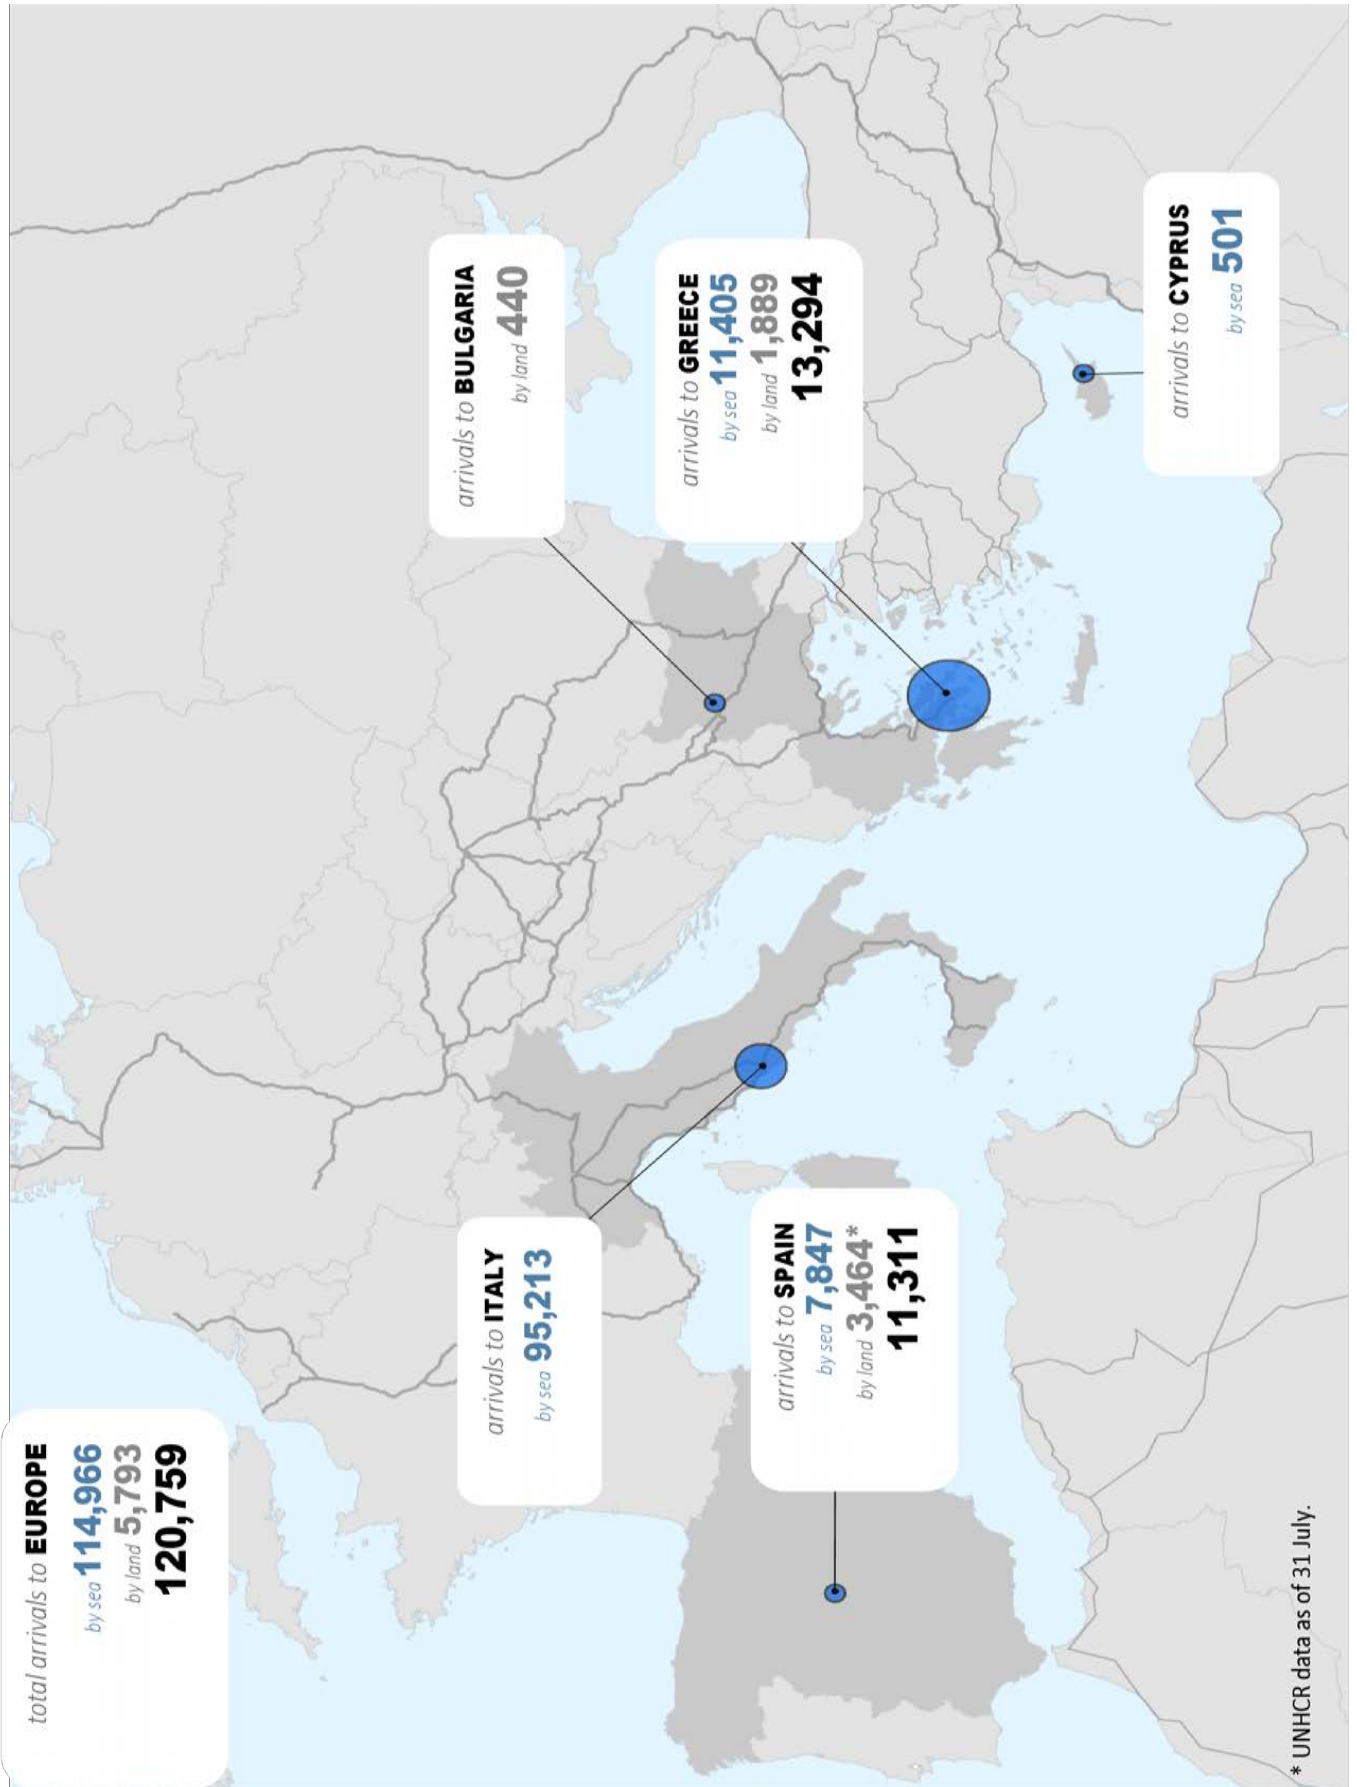 total arrivals to EUROPE
by sea 114,966
by land 5,793
120,759
arrivals to ITALY
by sea 95,213
arrivals to SPAIN
by sea 7,847
by land 3,464*
11,311
arrivals to BULGARIA
by land 440
arrivals to GREECE
by sea 11,405
by land 1,889
13,294
arrivals to CYPRUS
by sea 501
* UNHCR data as of 31 July.